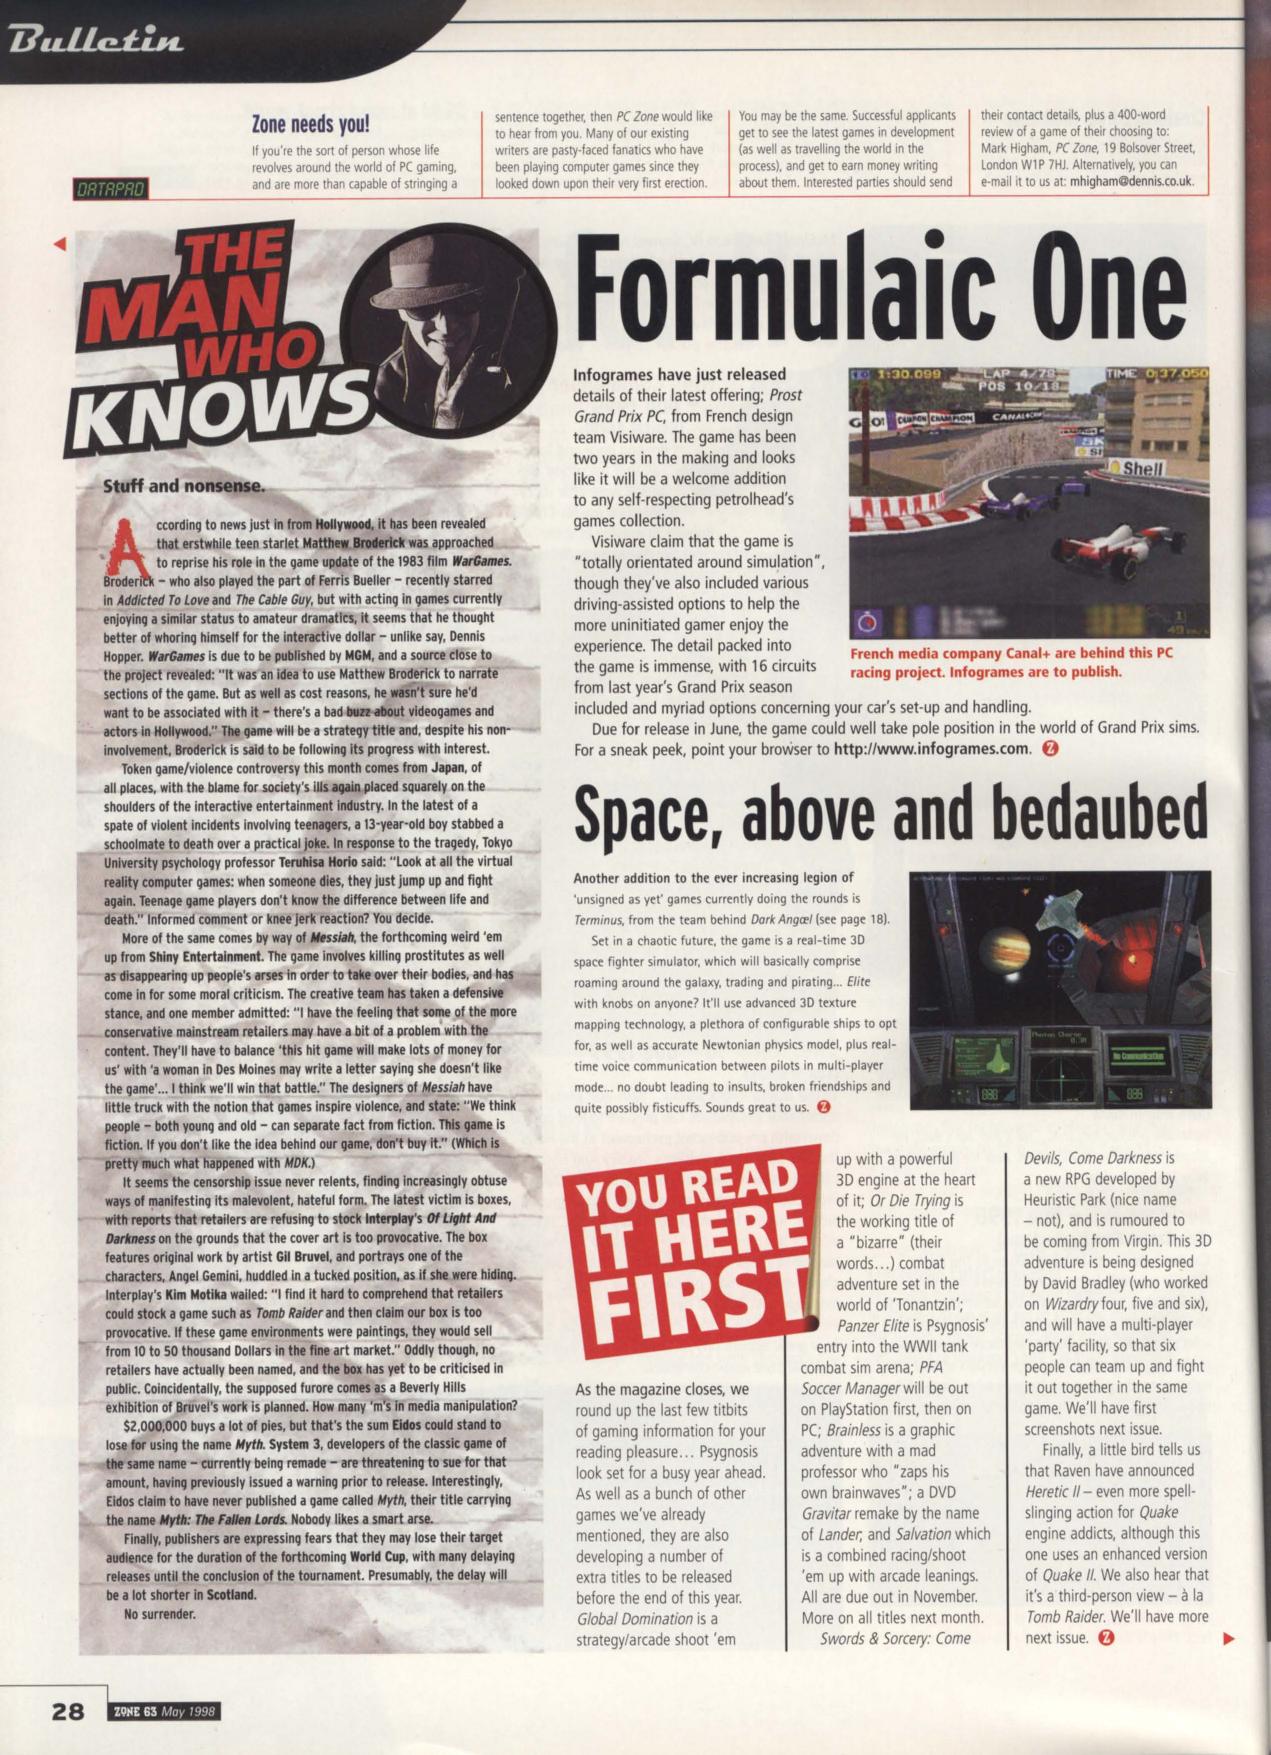 Bulletin
DATAPAD
Zone needs you!
If you're the sort of person whose life
revolves around the world of PC gaming,
and are more than capable of stringing a
sentence together, then PC Zone would like
to hear from you. Many of our existing
writers are pasty-faced fanatics who have
been playing computer games since they
looked down upon their very first erection.
You may be the same. Successful applicants
get to see the latest games in development
(as well as travelling the world in the
process), and get to earn money writing
about them. Interested parties should send
their contact details, plus a 400-word
review of a game of their choosing to:
Mark Higham, PC Zone, 19 Bolsover Street,
London W1P 7HJ. Alternatively, you can
e-mail it to us at: mhigham@dennis.co.uk.
THE
MAN
WHO
KNOWS
Stuff and nonsense.
According to news just in from Hollywood, it has been revealed
that erstwhile teen starlet Matthew Broderick was approached
to reprise his role in the game update of the 1983 film WarGames.
Broderick – who also played the part of Ferris Bueller – recently starred
in Addicted To Love and The Cable Guy, but with acting in games currently
enjoying a similar status to amateur dramatics, it seems that he thought
better of whoring himself for the interactive dollar – unlike say, Dennis
Hopper. WarGames is due to be published by MGM, and a source close to
the project revealed: "It was an idea to use Matthew Broderick to narrate
sections of the game. But as well as cost reasons, he wasn't sure he'd
want to be associated with it – there's a bad buzz about videogames and
actors in Hollywood." The game will be a strategy title and, despite his non-
involvement, Broderick is said to be following its progress with interest.
Token game/violence controversy this month comes from Japan, of
all places, with the blame for society's ills again placed squarely on the
shoulders of the interactive entertainment industry. In the latest of a
spate of violent incidents involving teenagers, a 13-year-old boy stabbed a
schoolmate to death over a practical joke. In response to the tragedy, Tokyo
University psychology professor Teruhisa Horio said: "Look at all the virtual
reality computer games: when someone dies, they just jump up and fight
again. Teenage game players don't know the difference between life and
death." Informed comment or knee jerk reaction? You decide.
More of the same comes by way of Messiah, the forthcoming weird 'em
up from Shiny Entertainment. The game involves killing prostitutes as well
as disappearing up people's arses in order to take over their bodies, and has
come in for some moral criticism. The creative team has taken a defensive
stance, and one member admitted: "I have the feeling that some of the more
conservative mainstream retailers may have a bit of a problem with the
content. They'll have to balance 'this hit game will make lots of money for
us' with 'a woman in Des Moines may write a letter saying she doesn't like
the game'... I think we'll win that battle." The designers of Messiah have
little truck with the notion that games inspire violence, and state: "We think
people – both young and old – can separate fact from fiction. This game is
fiction. If you don't like the idea behind our game, don't buy it." (Which is
pretty much what happened with MDK.)
It seems the censorship issue never relents, finding increasingly obtuse
ways of manifesting its malevolent, hateful form. The latest victim is boxes,
with reports that retailers are refusing to stock Interplay's Of Light And
Darkness on the grounds that the cover art is too provocative. The box
features original work by artist Gil Bruvel, and portrays one of the
characters, Angel Gemini, huddled in a tucked position, as if she were hiding.
Interplay's Kim Motika wailed: "I find it hard to comprehend that retailers
could stock a game such as Tomb Raider and then claim our box is too
provocative. If these game environments were paintings, they would sell
from 10 to 50 thousand Dollars in the fine art market." Oddly though, no
retailers have actually been named, and the box has yet to be criticised in
public. Coincidentally, the supposed furore comes as a Beverly Hills
exhibition of Bruvel's work is planned. How many 'm's in media manipulation?
$2,000,000 buys a lot of pies, but that's the sum Eidos could stand to
lose for using the name Myth. System 3, developers of the classic game of
the same name – currently being remade – are threatening to sue for that
amount, having previously issued a warning prior to release. Interestingly,
Eidos claim to have never published a game called Myth, their title carrying
the name Myth: The Fallen Lords. Nobody likes a smart arse.
Finally, publishers are expressing fears that they may lose their target
audience for the duration of the forthcoming World Cup, with many delaying
releases until the conclusion of the tournament. Presumably, the delay will
be a lot shorter in Scotland.
No surrender.
Formulaic One
Infogrames have just released
details of their latest offering; Prost
Grand Prix PC, from French design
team Visiware. The game has been
two years in the making and looks
like it will be a welcome addition
to any self-respecting petrolhead's
games collection.
Visiware claim that the game is
"totally orientated around simulation",
though they've also included various
driving-assisted options to help the
more uninitiated gamer enjoy the
experience. The detail packed into
the game is immense, with 16 circuits
from last year's Grand Prix season
included and myriad options concerning your car's set-up and handling.
Due for release in June, the game could well take pole position in the world of Grand Prix sims.
For a sneak peek, point your browser to http://www.infogrames.com. Z
1:30.099
LAP 4/78
POS 10/18
TIME 0:37.050
CHAMPION
CANAL+
Shell
French media company Canal+ are behind this PC
racing project. Infogrames are to publish.
Space, above and bedaubed
Another addition to the ever increasing legion of
'unsigned as yet' games currently doing the rounds is
Terminus, from the team behind Dark Angæl (see page 18).
Set in a chaotic future, the game is a real-time 3D
space fighter simulator, which will basically comprise
roaming around the galaxy, trading and pirating... Elite
with knobs on anyone? It'll use advanced 3D texture
mapping technology, a plethora of configurable ships to opt
for, as well as accurate Newtonian physics model, plus real-
time voice communication between pilots in multi-player
mode... no doubt leading to insults, broken friendships and
quite possibly fisticuffs. Sounds great to us. Z
No Communication
YOU READ
IT HERE
FIRST
As the magazine closes, we
round up the last few titbits
of gaming information for your
reading pleasure... Psygnosis
look set for a busy year ahead.
As well as a bunch of other
games we've already
mentioned, they are also
developing a number of
extra titles to be released
before the end of this year.
Global Domination is a
strategy/arcade shoot 'em
up with a powerful
3D engine at the heart
of it; Or Die Trying is
the working title of
a "bizarre" (their
words...) combat
adventure set in the
world of 'Tonantzin';
Panzer Elite is Psygnosis'
entry into the WWII tank
combat sim arena; PFA
Soccer Manager will be out
on PlayStation first, then on
PC; Brainless is a graphic
adventure with a mad
professor who "zaps his
own brainwaves"; a DVD
Gravitar remake by the name
of Lander, and Salvation which
is a combined racing/shoot
'em up with arcade leanings.
All are due out in November.
More on all titles next month.
Swords & Sorcery: Come
Devils, Come Darkness is
a new RPG developed by
Heuristic Park (nice name
– not), and is rumoured to
be coming from Virgin. This 3D
adventure is being designed
by David Bradley (who worked
on Wizardry four, five and six),
and will have a multi-player
'party' facility, so that six
people can team up and fight
it out together in the same
game. We'll have first
screenshots next issue.
Finally, a little bird tells us
that Raven have announced
Heretic II – even more spell-
slinging action for Quake
engine addicts, although this
one uses an enhanced version
of Quake II. We also hear that
it's a third-person view – à la
Tomb Raider. We'll have more
next issue. Z
28
ZONE 63 May 1998